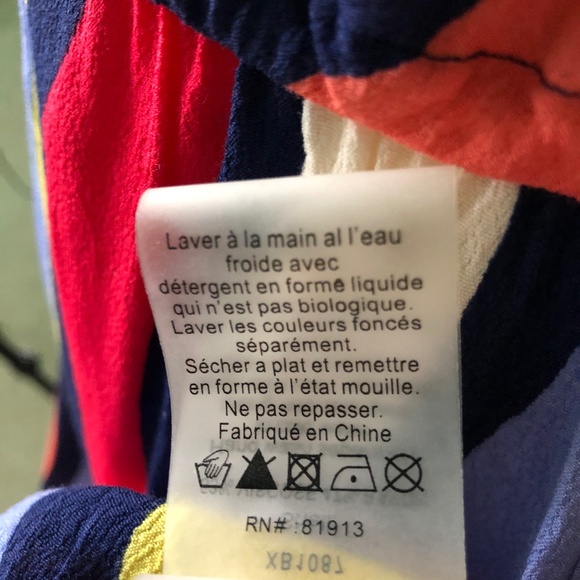 Laver à la main al l'eau
froide avec
détergent en forme liquide
qui n'est pas biologique.
Laver les couleurs foncés
séparément.
Sécher a plat et remettre
en forme à l'état mouille.
Ne pas repasser.
Fabriqué en Chine
RN# :81913
XB1087